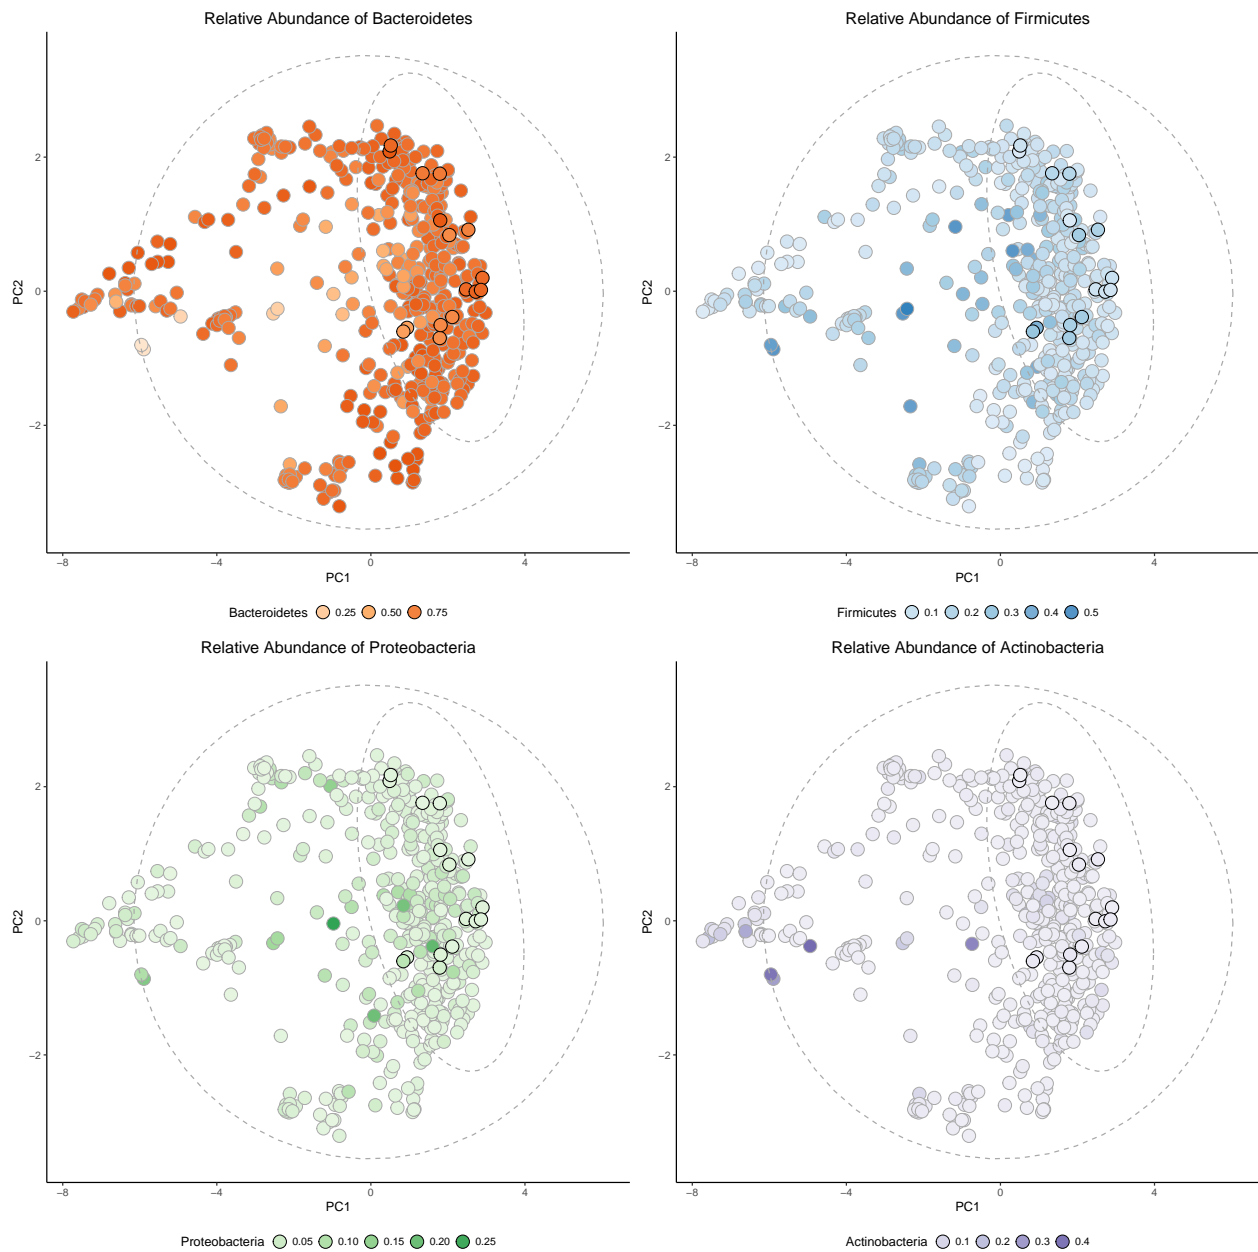 Relative Abundance of Bacteroidetes
2
0
−2
PC2
−8 −4 0 4
PC1
Bacteroidetes 0.25 0.50 0.75
Relative Abundance of Firmicutes
2
0
−2
PC2
−8 −4 0 4
PC1
Firmicutes 0.1 0.2 0.3 0.4 0.5
Relative Abundance of Proteobacteria
2
0
−2
PC2
−8 −4 0 4
PC1
Proteobacteria 0.05 0.10 0.15 0.20 0.25
Relative Abundance of Actinobacteria
2
0
−2
PC2
−8 −4 0 4
PC1
Actinobacteria 0.1 0.2 0.3 0.4